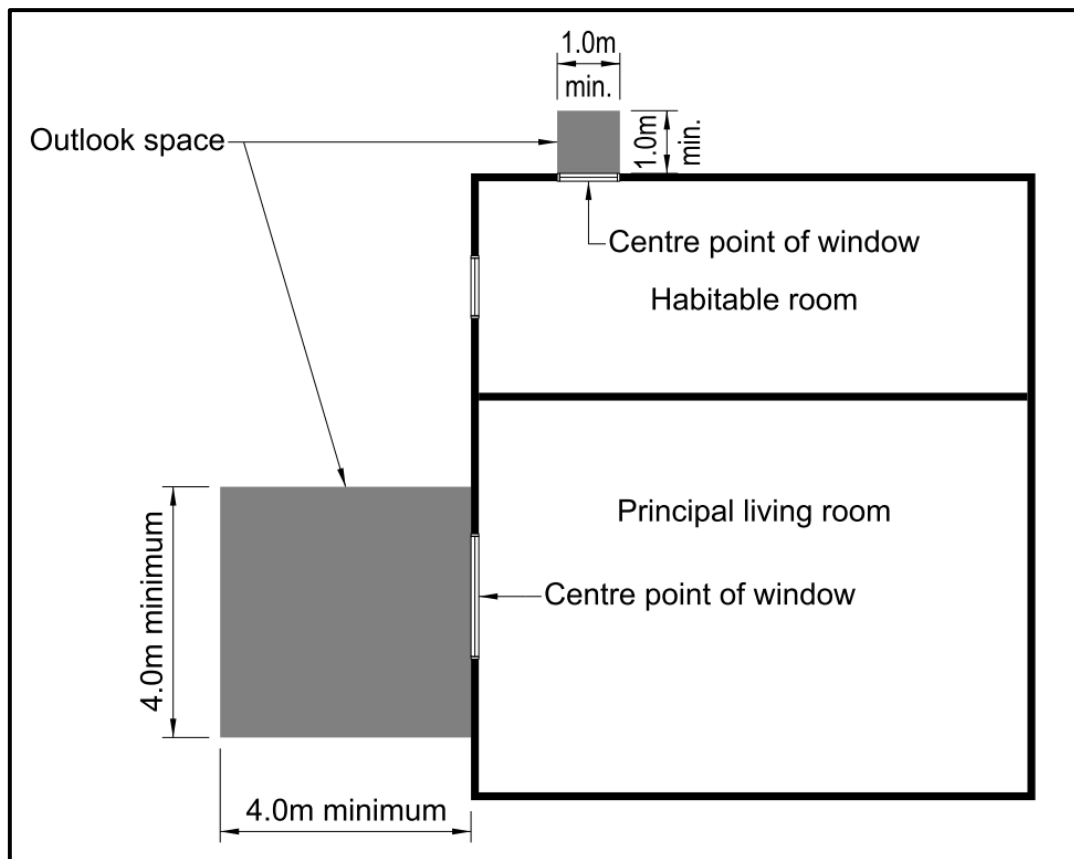 1.0m
min.
Outlook space
1.0m
min.
Centre point of window
Habitable room
Principal living room
4.0m minimum
Centre point of window
4.0m minimum